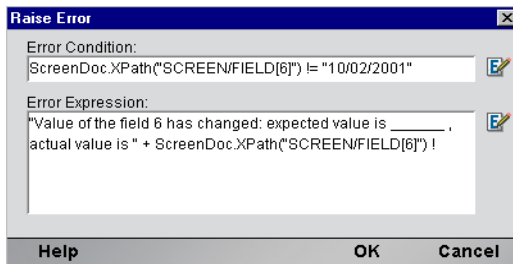 Raise Error
Error Condition:
ScreenDoc.XPath("SCREEN/FIELD[6]") != "10/02/2001"
Error Expression:
"Value of the field 6 has changed: expected value is ______ ,
actual value is " + ScreenDoc.XPath("SCREEN/FIELD[6]") !
Help OK Cancel